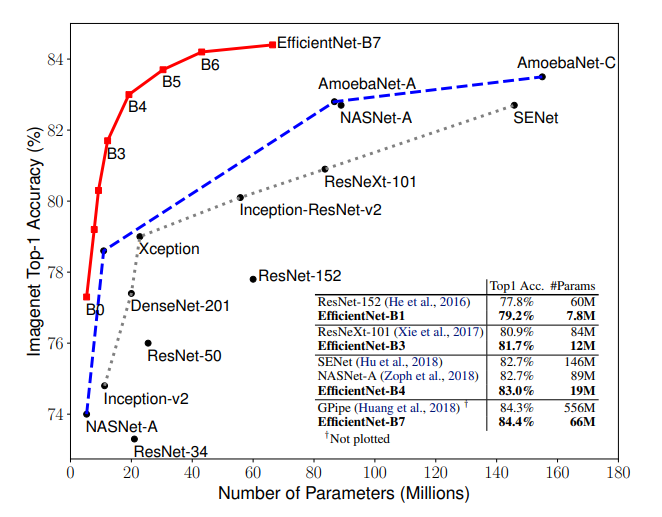 EfficientNet-B7
84
B6
AmoebaNet-C
B5
AmoebaNet-A
B4
NASNet-A
SENet
82
B3
ResNeXt-101
80
Inception-ResNet-v2
Xception
78
ResNet-152
B0
DenseNet-201
76
ResNet-50
Inception-v2
74
NASNet-A
ResNet-34
Imagenet Top-1 Accuracy (%)
Top1 Acc. #Params
ResNet-152 (He et al., 2016) 77.8% 60M
EfficientNet-B1 79.2% 7.8M
ResNeXt-101 (Xie et al., 2017) 80.9% 84M
EfficientNet-B3 81.7% 12M
SENet (Hu et al., 2018) 82.7% 146M
NASNet-A (Zoph et al., 2018) 82.7% 89M
EfficientNet-B4 83.0% 19M
GPipe (Huang et al., 2018) † 84.3% 556M
EfficientNet-B7 84.4% 66M
†Not plotted
0 20 40 60 80 100 120 140 160 180
Number of Parameters (Millions)